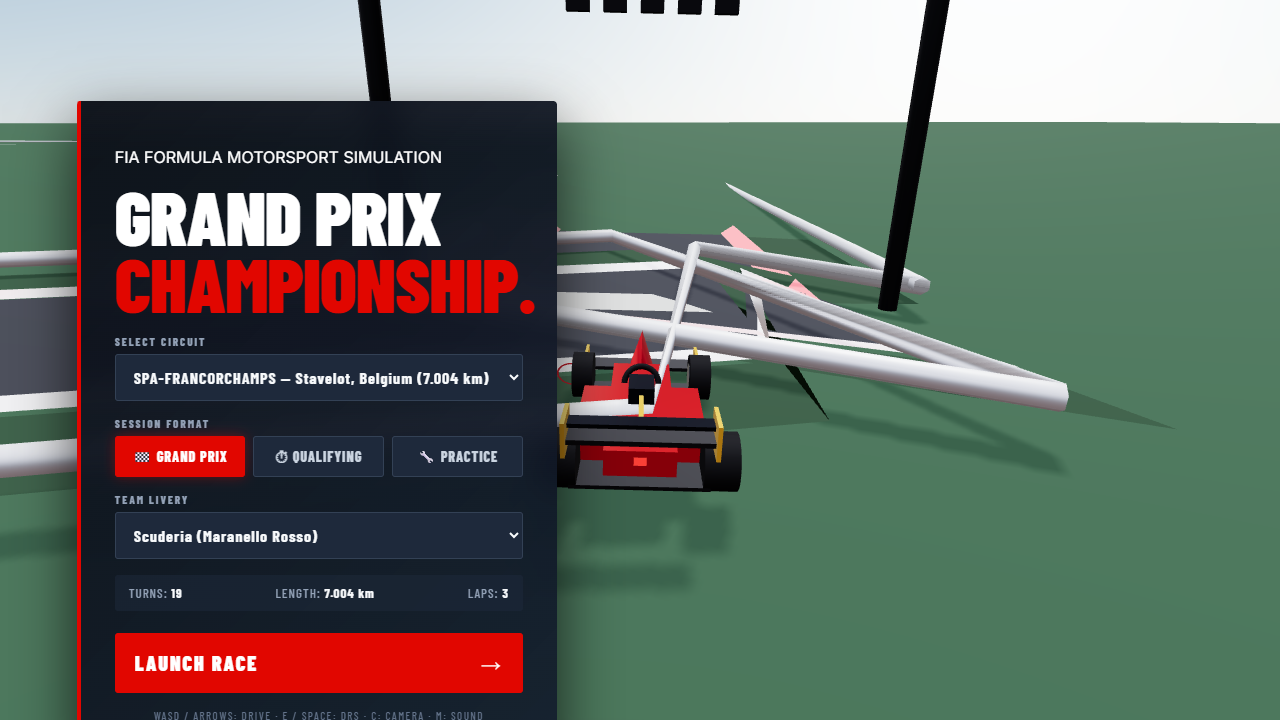 FIA FORMULA MOTORSPORT SIMULATION
GRAND PRIX
CHAMPIONSHIP.
SELECT CIRCUIT
SPA-FRANCORCHAMPS — Stavelot, Belgium (7.004 km)
SESSION FORMAT
🏁 GRAND PRIX
⏱ QUALIFYING
🔧 PRACTICE
TEAM LIVERY
Scuderia (Maranello Rosso)
TURNS: 19
LENGTH: 7.004 km
LAPS: 3
LAUNCH RACE →
WASD / ARROWS: DRIVE · E / SPACE: DRS · C: CAMERA · M: SOUND